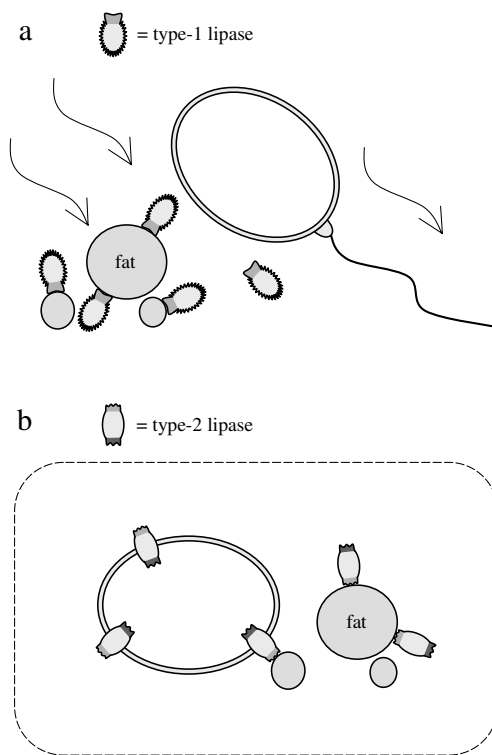 a
= type-1 lipase
fat
b
= type-2 lipase
fat